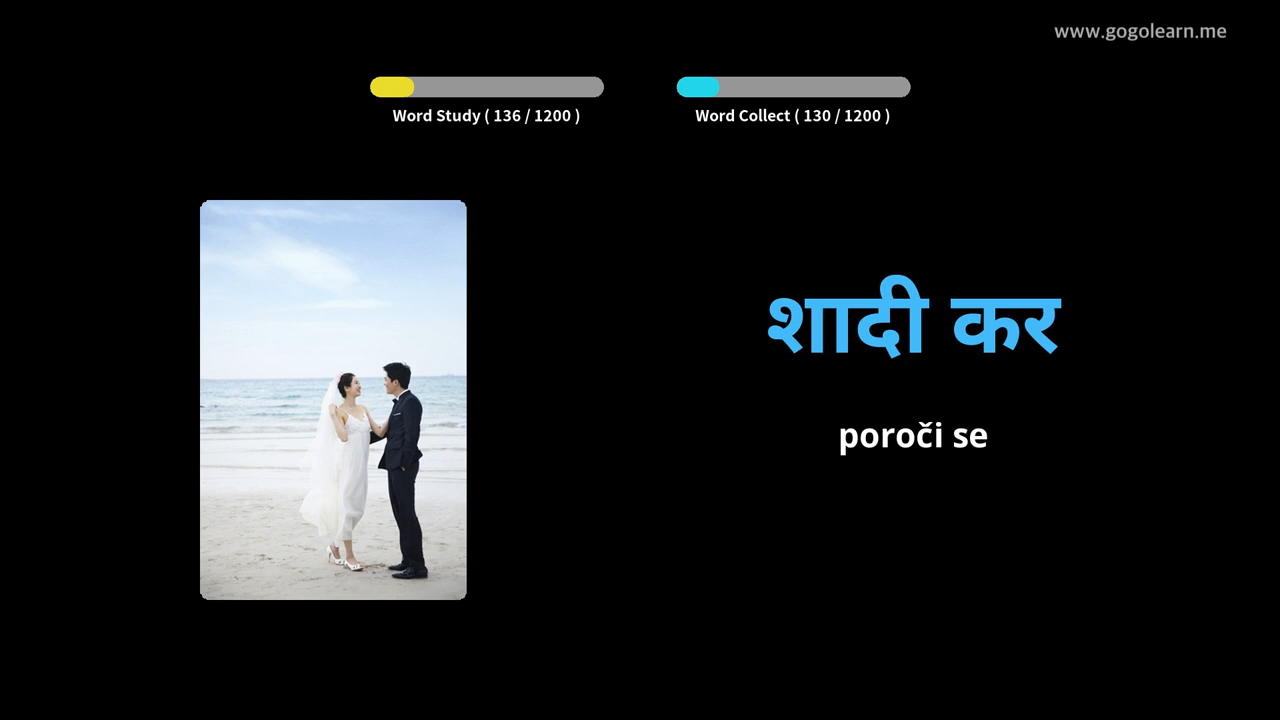 www.gogolearn.me
Word Study ( 136 / 1200 )
Word Collect ( 130 / 1200 )
शादी कर
poroči se